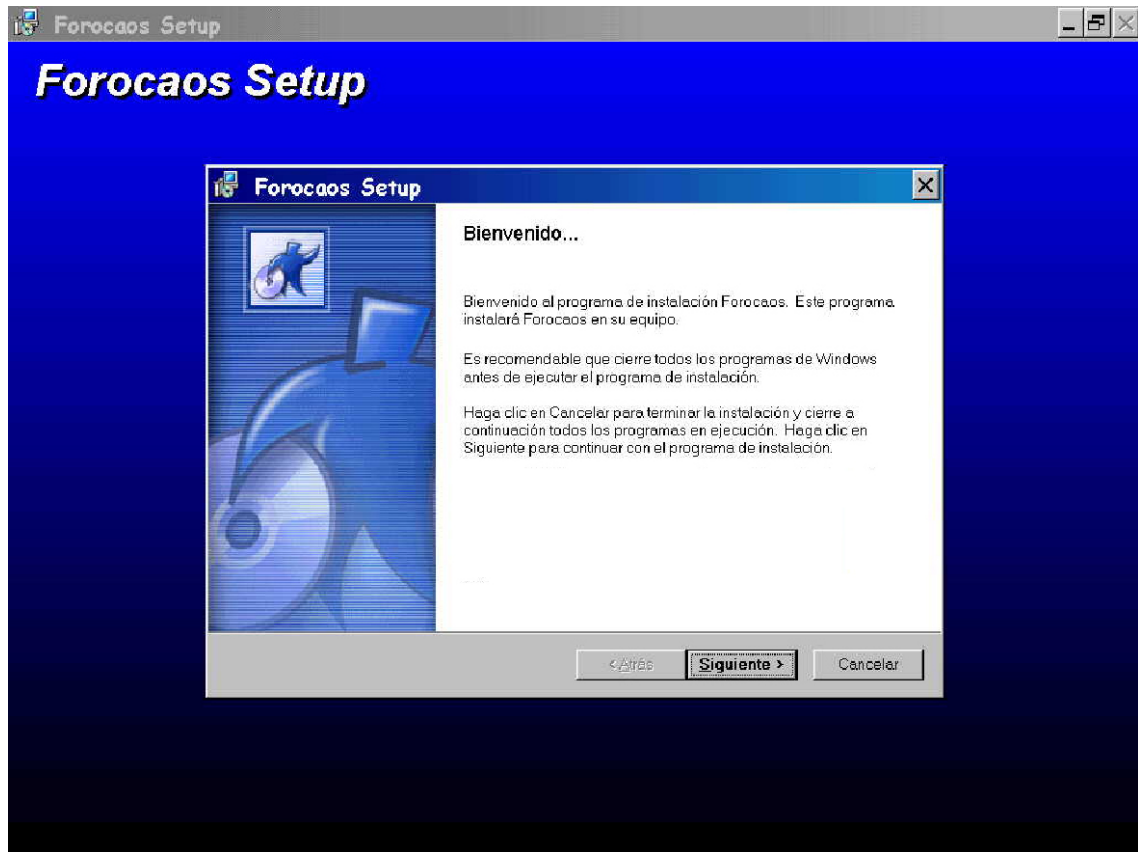 Forocaos Setup
Forocaos Setup
Forocaos Setup
Bienvenido...
Bienvenido al programa de instalación Forocaos. Este programa
instalará Forocaos en su equipo.
Es recomendable que cierre todos los programas de Windows
antes de ejecutar el programa de instalación.
Haga clic en Cancelar para terminar la instalación y cierre a
continuación todos los programas en ejecución. Haga clic en
Siguiente para continuar con el programa de instalación.
< Atrás
Siguiente >
Cancelar